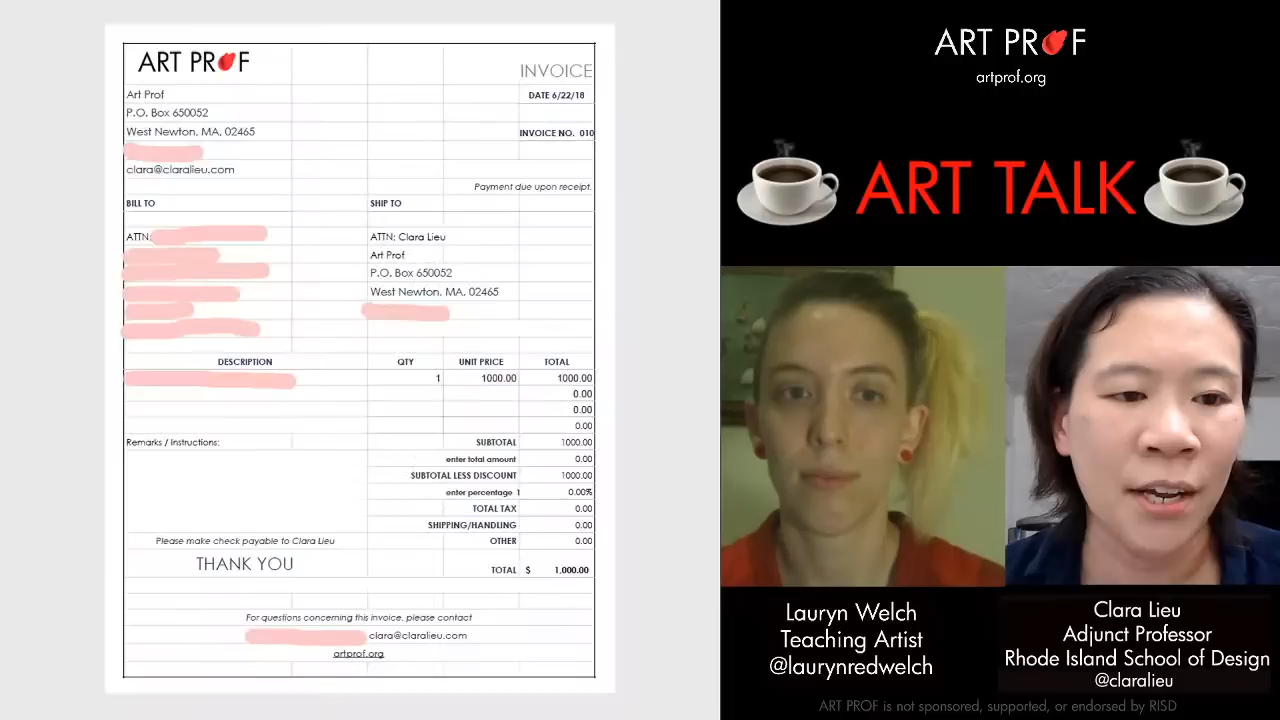 ART PROF
INVOICE
Art Prof
DATE 6/22/18
P.O. Box 650052
West Newton, MA, 02465
INVOICE NO. 010
clara@claralieu.com
Payment due upon receipt.
BILL TO
SHIP TO
ATTN:
ATTN: Clara Lieu
Art Prof
P.O. Box 650052
West Newton, MA, 02465
DESCRIPTION QTY UNIT PRICE TOTAL
1 1000.00 1000.00
0.00
0.00
0.00
Remarks / Instructions:
SUBTOTAL 1000.00
enter total amount 0.00
SUBTOTAL LESS DISCOUNT 1000.00
enter percentage 1 0.00%
TOTAL TAX 0.00
SHIPPING/HANDLING 0.00
Please make check payable to Clara Lieu
OTHER 0.00
THANK YOU
TOTAL $ 1,000.00
For questions concerning this invoice, please contact
clara@claralieu.com
artprof.org
ART PROF
artprof.org
ART TALK
Lauryn Welch
Teaching Artist
@laurynredwelch
Clara Lieu
Adjunct Professor
Rhode Island School of Design
@claralieu
ART PROF is not sponsored, supported, or endorsed by RISD